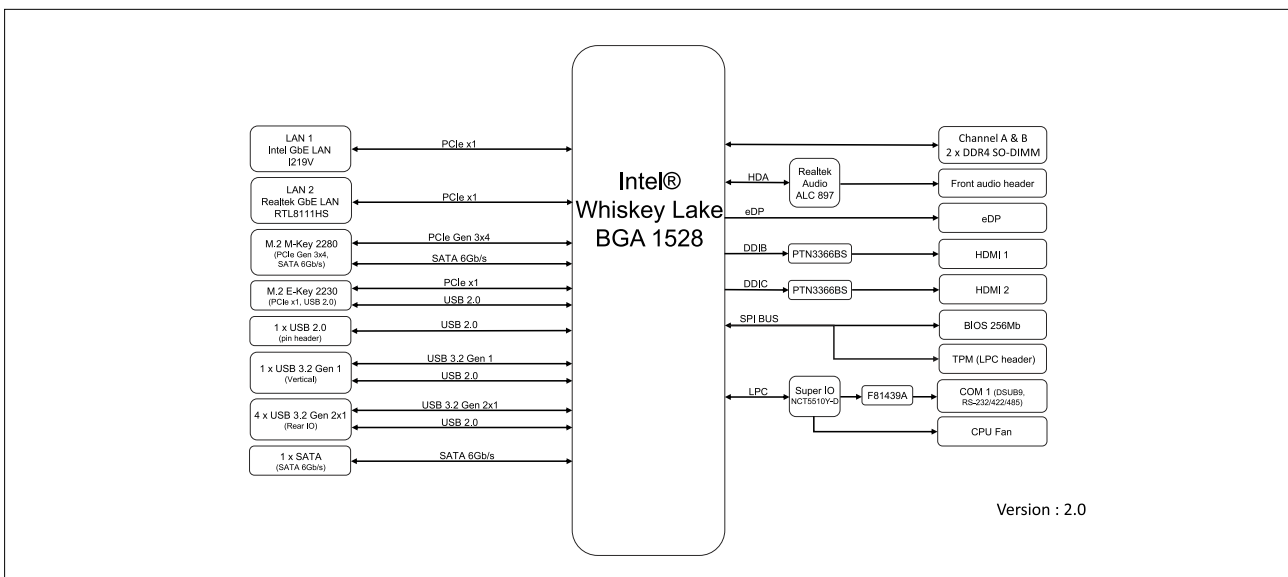 LAN 1
Intel GbE LAN
I219V
PCIe x1
LAN 2
Realtek GbE LAN
RTL8111HS
PCIe x1
M.2 M-Key 2280
(PCIe Gen 3x4,
SATA 6Gb/s)
PCIe Gen 3x4
SATA 6Gb/s
M.2 E-Key 2230
(PCIe x1, USB 2.0)
PCIe x1
USB 2.0
1 x USB 2.0
(pin header)
USB 2.0
1 x USB 3.2 Gen 1
(Vertical)
USB 3.2 Gen 1
USB 2.0
4 x USB 3.2 Gen 2x1
(Rear IO)
USB 3.2 Gen 2x1
USB 2.0
1 x SATA
(SATA 6Gb/s)
SATA 6Gb/s
Intel®
Whiskey Lake
BGA 1528
Channel A & B
2 x DDR4 SO-DIMM
HDA
Realtek
Audio
ALC 897
Front audio header
eDP
eDP
DDIB
PTN3366BS
HDMI 1
DDIC
PTN3366BS
HDMI 2
SPI BUS
BIOS 256Mb
TPM (LPC header)
LPC
Super IO
NCT5510Y-D
F81439A
COM 1 (DSUB9,
RS-232/422/485)
CPU Fan
Version : 2.0